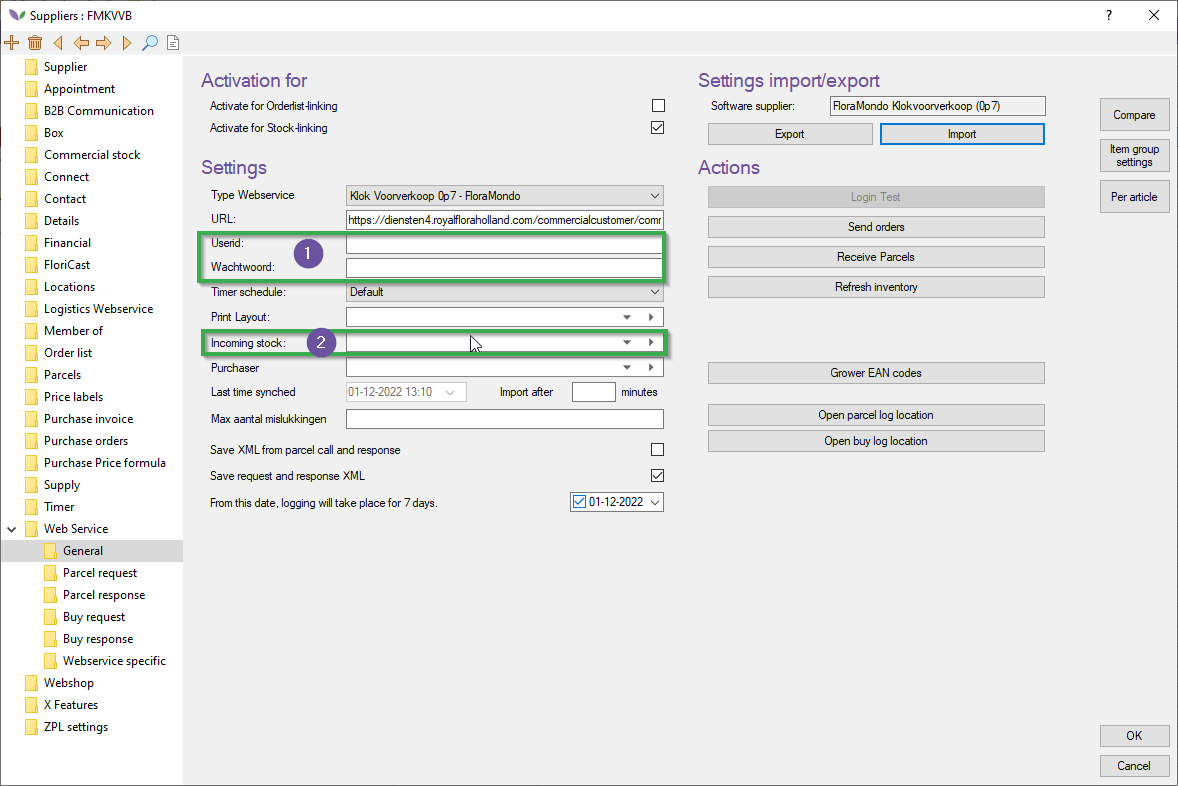 Suppliers : FMKVVB
?
Supplier
Appointment
B2B Communication
Box
Commercial stock
Connect
Contact
Details
Financial
FloriCast
Locations
Logistics Webservice
Member of
Order list
Parcels
Price labels
Purchase invoice
Purchase orders
Purchase Price formula
Supply
Timer
Web Service
General
Parcel request
Parcel response
Buy request
Buy response
Webservice specific
Webshop
X Features
ZPL settings
Activation for
Activate for Orderlist-linking
Activate for Stock-linking
Settings
Type Webservice Klok Voorverkoop 0p7 - FloraMondo
URL: https://diensten4.royalfloraholland.com/commercialcustomer/comm
Userid:
1
Wachtwoord:
Timer schedule: Default
Print Layout:
Incoming stock: 2
Purchaser
Last time synched 01-12-2022 13:10 Import after minutes
Max aantal mislukkingen
Save XML from parcel call and response
Save request and response XML
From this date, logging will take place for 7 days. 01-12-2022
Settings import/export
Software supplier: FloraMondo Klokvoorverkoop (0p7)
Export Import
Actions
Login Test
Send orders
Receive Parcels
Refresh inventory
Grower EAN codes
Open parcel log location
Open buy log location
Compare
Item group
settings
Per article
OK
Cancel